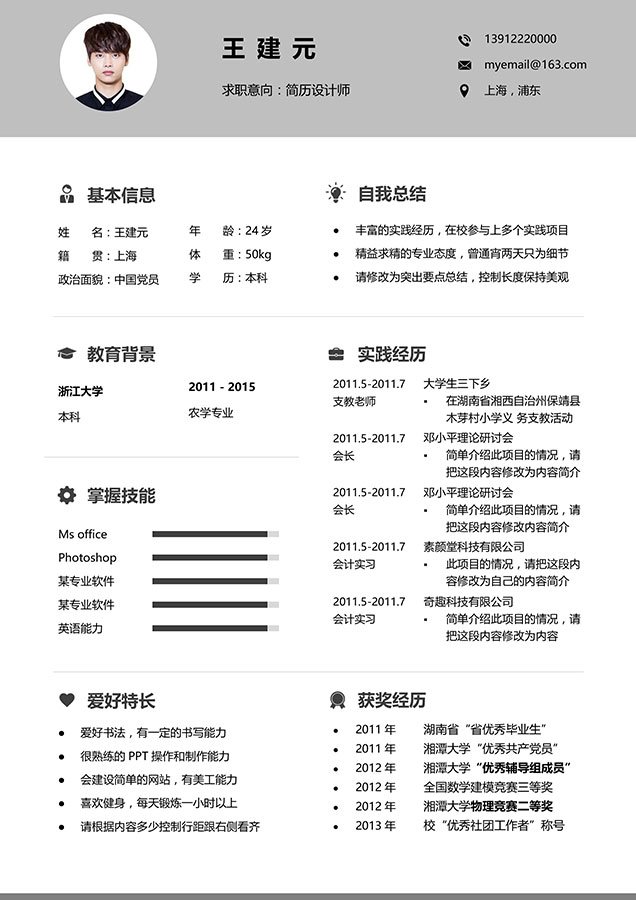 王建元
求职意向：简历设计师
13912220000
myemail@163.com
上海，浦东
基本信息
姓 名：王建元 年 龄：24岁
籍 贯：上海 体 重：50kg
政治面貌：中国党员 学 历：本科
自我总结
● 丰富的实践经历，在校参与上多个实践项目
● 精益求精的专业态度，曾通宵两天只为细节
● 请修改为突出要点总结，控制长度保持美观
教育背景
浙江大学 2011 - 2015
本科 农学专业
实践经历
2011.5-2011.7 大学生三下乡
支教老师 ▪ 在湖南省湘西自治州保靖县
木芽村小学义 务支教活动
2011.5-2011.7 邓小平理论研讨会
会长 ▪ 简单介绍此项目的情况，请
把这段内容修改为内容简介
2011.5-2011.7 邓小平理论研讨会
会长 ▪ 简单介绍此项目的情况，请
把这段内容修改内容简介
2011.5-2011.7 素颜堂科技有限公司
会计实习 ▪ 此项目的情况，请把这段内
容修改为自己的内容简介
2011.5-2011.7 奇趣科技有限公司
会计实习 ▪ 简单介绍此项目的情况，请
把这段内容修改为内容
掌握技能
Ms office
Photoshop
某专业软件
某专业软件
英语能力
爱好特长
● 爱好书法，有一定的书写能力
● 很熟练的 PPT 操作和制作能力
● 会建设简单的网站，有美工能力
● 喜欢健身，每天锻炼一小时以上
● 请根据内容多少控制行距跟右侧看齐
获奖经历
● 2011 年 湖南省“省优秀毕业生”
● 2011 年 湘潭大学“优秀共产党员”
● 2012 年 湘潭大学“优秀辅导组成员”
● 2012 年 全国数学建模竞赛三等奖
● 2012 年 湘潭大学物理竞赛二等奖
● 2013 年 校“优秀社团工作者”称号